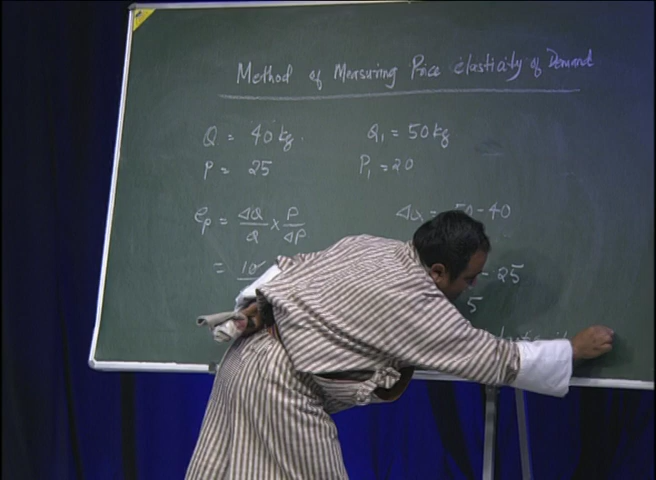 Method of Measuring Price elasticity of Demand
Q = 40 kg. Q₁ = 50 kg
P = 25 P₁ = 20
eₚ = ΔQ/Q × P/ΔP ΔQ = 50 - 40
= 10 - 25
5